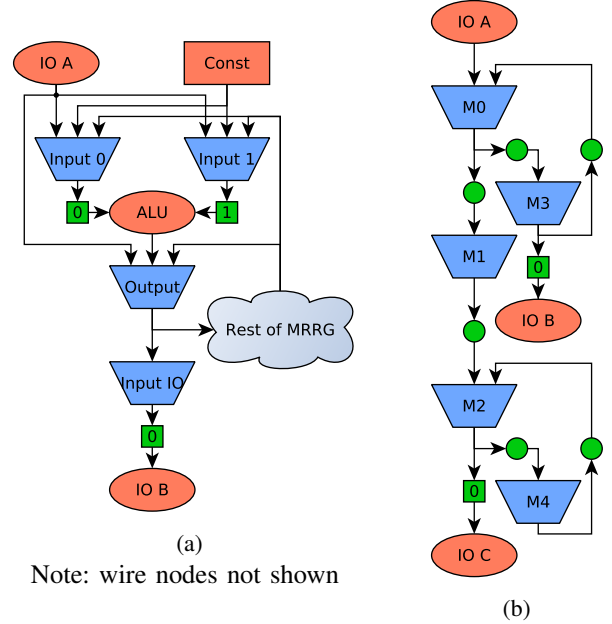 IO A
Const
Input 0
Input 1
0
ALU
1
Output
Rest of MRRG
Input IO
0
IO B
(a)
Note: wire nodes not shown
IO A
M0
M3
M1
0
IO B
M2
0
M4
IO C
(b)